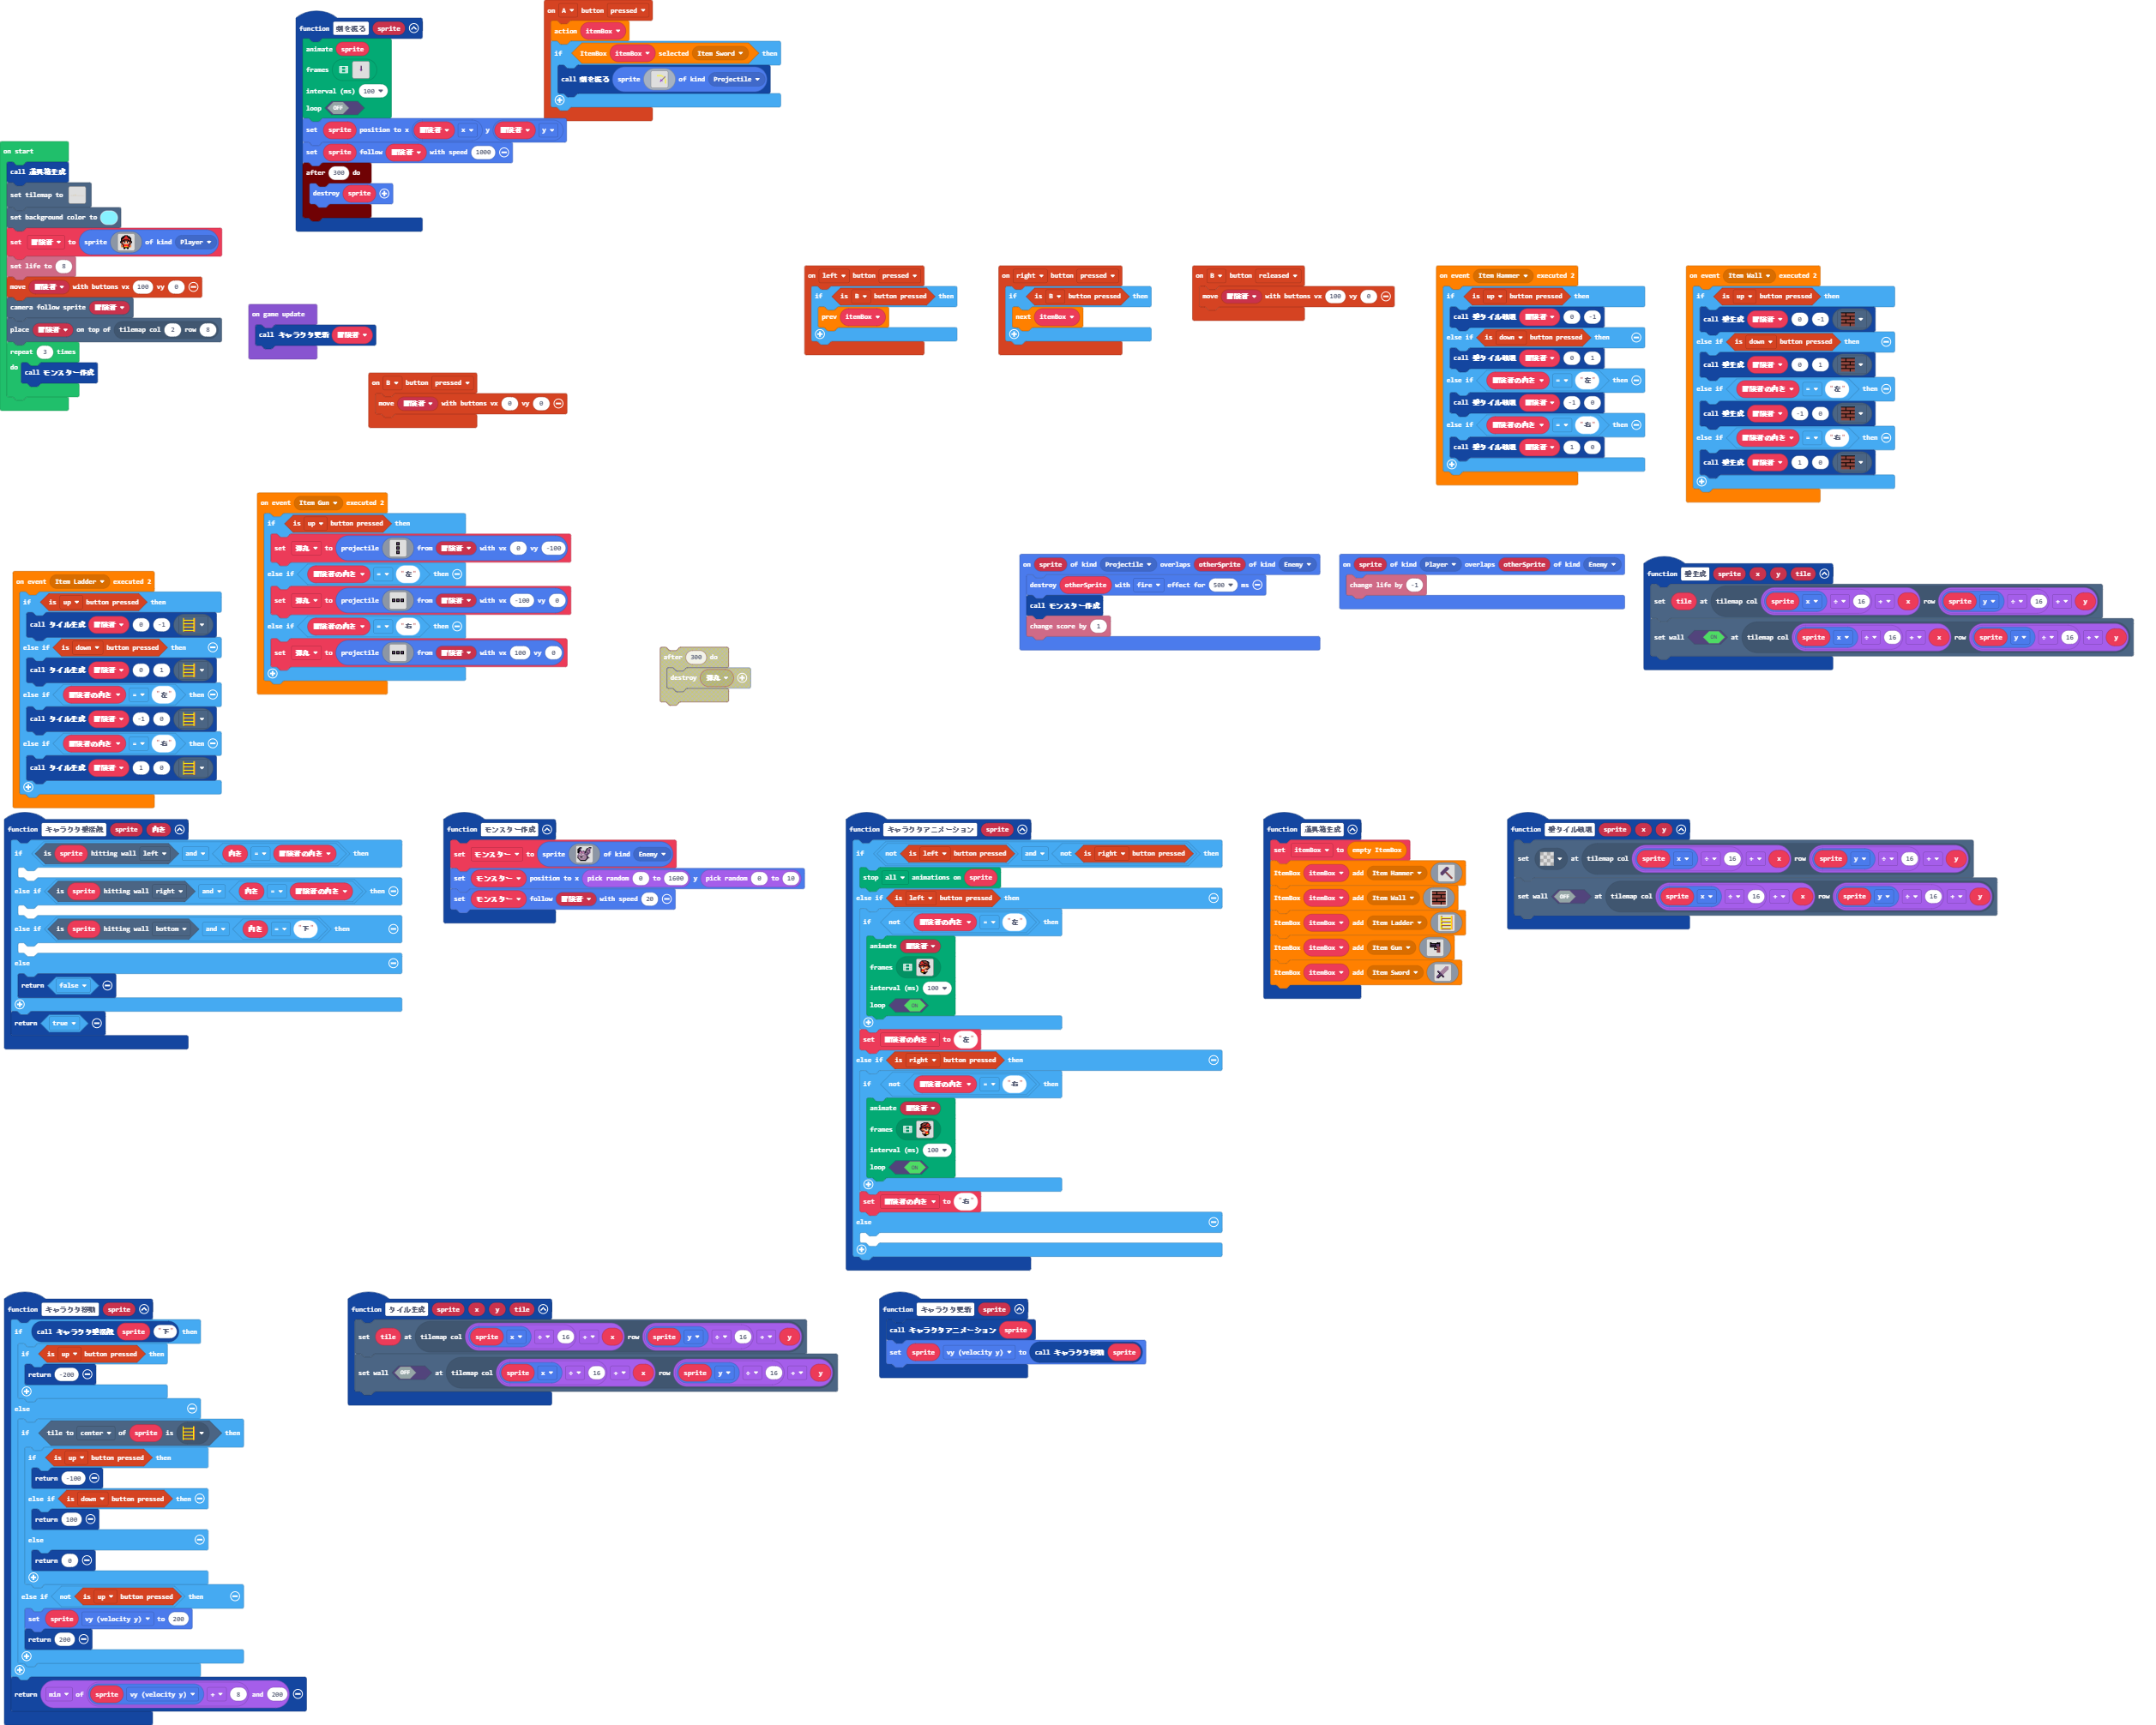 function 剣を振る sprite
animate sprite
frames
interval (ms) 100
loop OFF
set sprite position to x 冒険者 x y 冒険者 y
set sprite follow 冒険者 with speed 1000
after 300 do
destroy sprite
on A button pressed
action itemBox
if ItemBox itemBox selected Item Sword then
call 剣を振る sprite of kind Projectile
on start
call 道具箱生成
set tilemap to
set background color to
set 冒険者 to sprite of kind Player
set life to 8
move 冒険者 with buttons vx 100 vy 0
camera follow sprite 冒険者
place 冒険者 on top of tilemap col 2 row 8
repeat 3 times
do call モンスター作成
on game update
call キャラクタ更新 冒険者
on B button pressed
move 冒険者 with buttons vx 0 vy 0
on left button pressed
if is B button pressed then
prev itemBox
on right button pressed
if is B button pressed then
next itemBox
on B button released
move 冒険者 with buttons vx 100 vy 0
on event Item Hammer executed 2
if is up button pressed then
call 壁タイル破壊 冒険者 0 -1
else if is down button pressed then
call 壁タイル破壊 冒険者 0 1
else if 冒険者の向き = "左" then
call 壁タイル破壊 冒険者 -1 0
else if 冒険者の向き = "右" then
call 壁タイル破壊 冒険者 1 0
on event Item Wall executed 2
if is up button pressed then
call 壁生成 冒険者 0 -1
else if is down button pressed then
call 壁生成 冒険者 0 1
else if 冒険者の向き = "左" then
call 壁生成 冒険者 -1 0
else if 冒険者の向き = "右" then
call 壁生成 冒険者 1 0
on event Item Gun executed 2
if is up button pressed then
set 弾丸 to projectile from 冒険者 with vx 0 vy -100
else if 冒険者の向き = "左" then
set 弾丸 to projectile from 冒険者 with vx -100 vy 0
else if 冒険者の向き = "右" then
set 弾丸 to projectile from 冒険者 with vx 100 vy 0
on event Item Ladder executed 2
if is up button pressed then
call タイル生成 冒険者 0 -1
else if is down button pressed then
call タイル生成 冒険者 0 1
else if 冒険者の向き = "左" then
call タイル生成 冒険者 -1 0
else if 冒険者の向き = "右" then
call タイル生成 冒険者 1 0
after 300 do
destroy 弾丸
on sprite of kind Projectile overlaps otherSprite of kind Enemy
destroy otherSprite with fire effect for 500 ms
call モンスター作成
change score by 1
on sprite of kind Player overlaps otherSprite of kind Enemy
change life by -1
function 壁生成 sprite x y tile
set tile at tilemap col sprite x ÷ 16 + x row sprite y ÷ 16 + y
set wall ON at tilemap col sprite x ÷ 16 + x row sprite y ÷ 16 + y
function キャラクタ壁接触 sprite 向き
if is sprite hitting wall left and 向き = 冒険者の向き then
else if is sprite hitting wall right and 向き = 冒険者の向き then
else if is sprite hitting wall bottom and 向き = "下" then
else
return false
return true
function モンスター作成
set モンスター to sprite of kind Enemy
set モンスター position to x pick random 0 to 1600 y pick random 0 to 10
set モンスター follow 冒険者 with speed 20
function キャラクタアニメーション sprite
if not is left button pressed and not is right button pressed then
stop all animations on sprite
else if is left button pressed then
if not 冒険者の向き = "左" then
animate 冒険者
frames
interval (ms) 100
loop ON
set 冒険者の向き to "左"
else if is right button pressed then
if not 冒険者の向き = "右" then
animate 冒険者
frames
interval (ms) 100
loop ON
set 冒険者の向き to "右"
else
function 道具箱生成
set itemBox to empty ItemBox
ItemBox itemBox add Item Hammer
ItemBox itemBox add Item Wall
ItemBox itemBox add Item Ladder
ItemBox itemBox add Item Gun
ItemBox itemBox add Item Sword
function 壁タイル破壊 sprite x y
set at tilemap col sprite x ÷ 16 + x row sprite y ÷ 16 + y
set wall OFF at tilemap col sprite x ÷ 16 + x row sprite y ÷ 16 + y
function キャラクタ移動 sprite
if call キャラクタ壁接触 sprite "下" then
if is up button pressed then
return -200
else
if tile to center of sprite is then
if is up button pressed then
return -100
else if is down button pressed then
return 100
else
return 0
else if not is up button pressed then
set sprite vy (velocity y) to 200
return 200
return min of sprite vy (velocity y) + 8 and 200
function タイル生成 sprite x y tile
set tile at tilemap col sprite x ÷ 16 + x row sprite y ÷ 16 + y
set wall OFF at tilemap col sprite x ÷ 16 + x row sprite y ÷ 16 + y
function キャラクタ更新 sprite
call キャラクタアニメーション sprite
set sprite vy (velocity y) to call キャラクタ移動 sprite